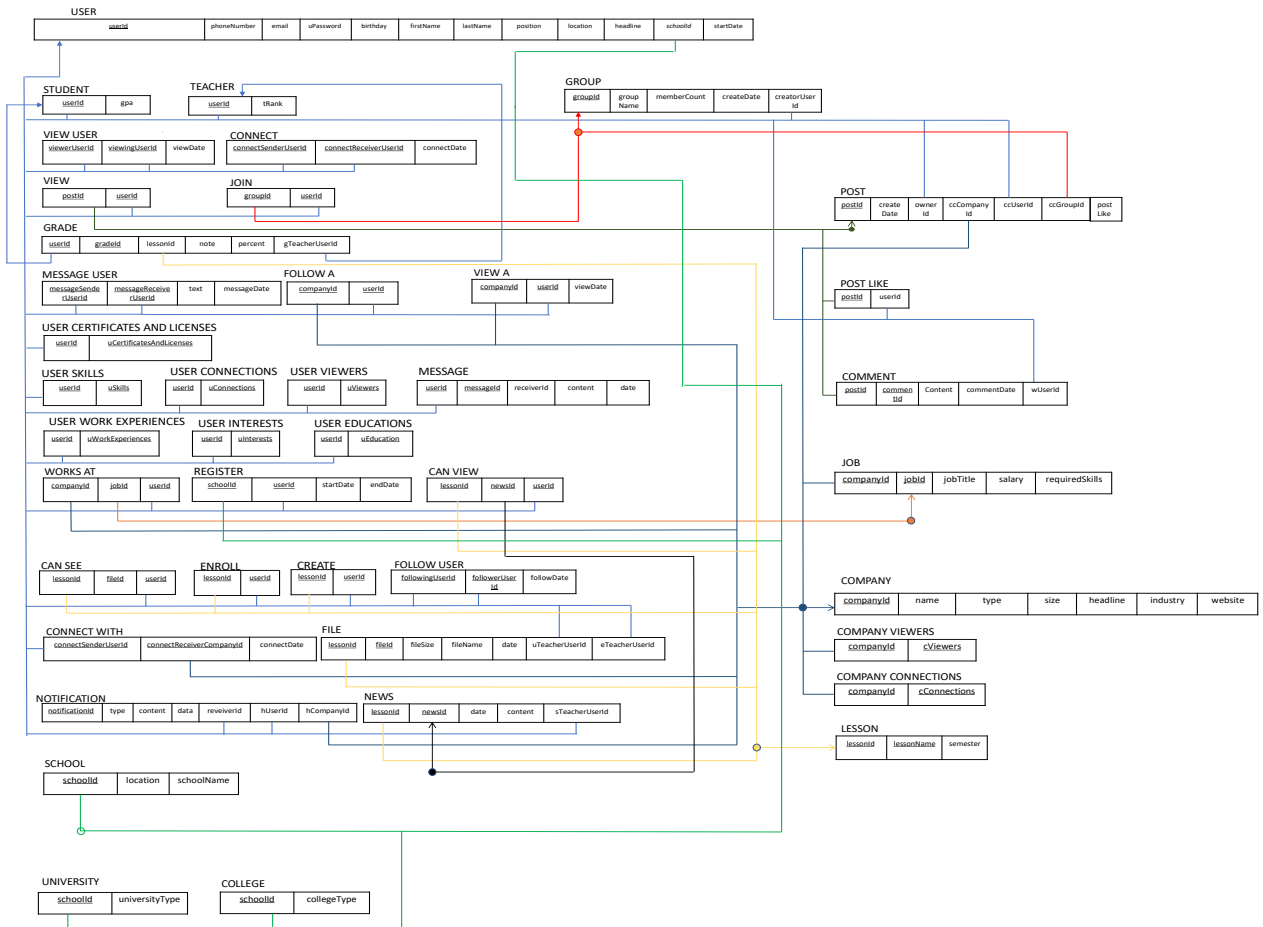 USER
userId phoneNumber email uPassword birthday firstName lastName position location headline schoolId startDate
STUDENT
userId gpa
TEACHER
userId tRank
GROUP
groupId group memberCount createDate creatorUser
Name Id
VIEW USER
viewerUserId viewingUserId viewDate
CONNECT
connectSenderUserId connectReceiverUserId connectDate
VIEW
postId userId
JOIN
groupId userId
POST
postId create owner ccCompany ccUserId ccGroupId post
Date Id Id Like
GRADE
userId gradeId lessonId note percent gTeacherUserId
MESSAGE USER
messageSende messageReceive text messageDate
rUserId rUserId
FOLLOW A
companyId userId
VIEW A
companyId userId viewDate
POST LIKE
postId userId
USER CERTIFICATES AND LICENSES
userId uCertificatesAndLicenses
USER SKILLS
userId uSkills
USER CONNECTIONS
userId uConnections
USER VIEWERS
userId uViewers
MESSAGE
userId messageId receiverId content date
COMMENT
postId commen Content commentDate wUserId
tId
USER WORK EXPERIENCES
userId uWorkExperiences
USER INTERESTS
userId uInterests
USER EDUCATIONS
userId uEducation
WORKS AT
companyId jobId userId
REGISTER
schoolId userId startDate endDate
CAN VIEW
lessonId newsId userId
JOB
companyId jobId jobTitle salary requiredSkills
CAN SEE
lessonId fileId userId
ENROLL
lessonId userId
CREATE
lessonId userId
FOLLOW USER
followingUserId followerUser followDate
Id
COMPANY
companyId name type size headline industry website
CONNECT WITH
connectSenderUserId connectReceiverCompanyId connectDate
FILE
lessonId fileId fileSize fileName date uTeacherUserId eTeacherUserId
COMPANY VIEWERS
companyId cViewers
COMPANY CONNECTIONS
companyId cConnections
NOTIFICATION
notificationId type content data reveiverId hUserId hCompanyId
NEWS
lessonId newsId date content sTeacherUserId
LESSON
lessonId lessonName semester
SCHOOL
schoolId location schoolName
UNIVERSITY
schoolId universityType
COLLEGE
schoolId collegeType